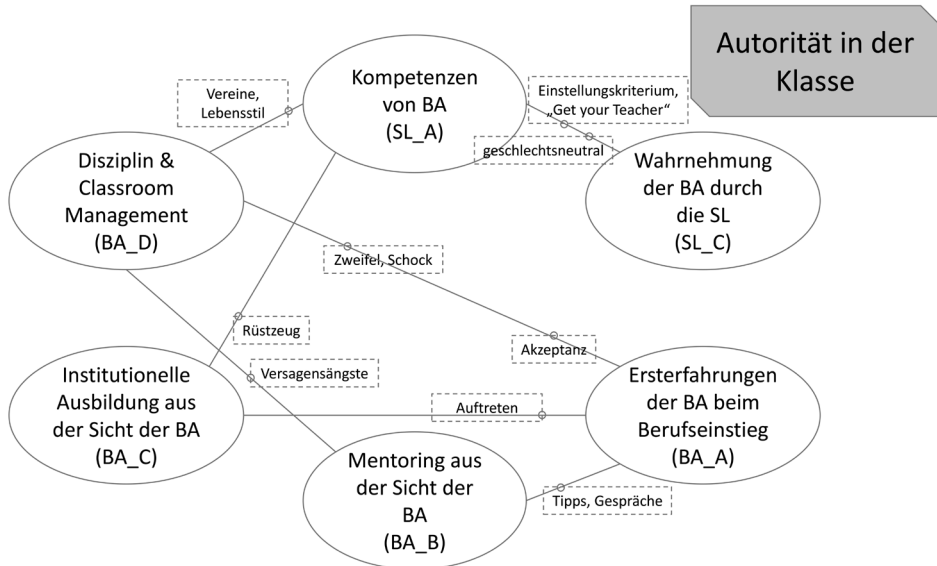 Autorität in der
Klasse
Kompetenzen
von BA
(SL_A)
Vereine,
Lebensstil
Einstellungskriterium,
„Get your Teacher“
geschlechtsneutral
Disziplin &
Classroom
Management
(BA_D)
Wahrnehmung
der BA durch
die SL
(SL_C)
Zweifel, Schock
Rüstzeug
Akzeptanz
Versagensängste
Institutionelle
Ausbildung aus
der Sicht der BA
(BA_C)
Auftreten
Ersterfahrungen
der BA beim
Berufseinstieg
(BA_A)
Mentoring aus
der Sicht der
BA
(BA_B)
Tipps, Gespräche